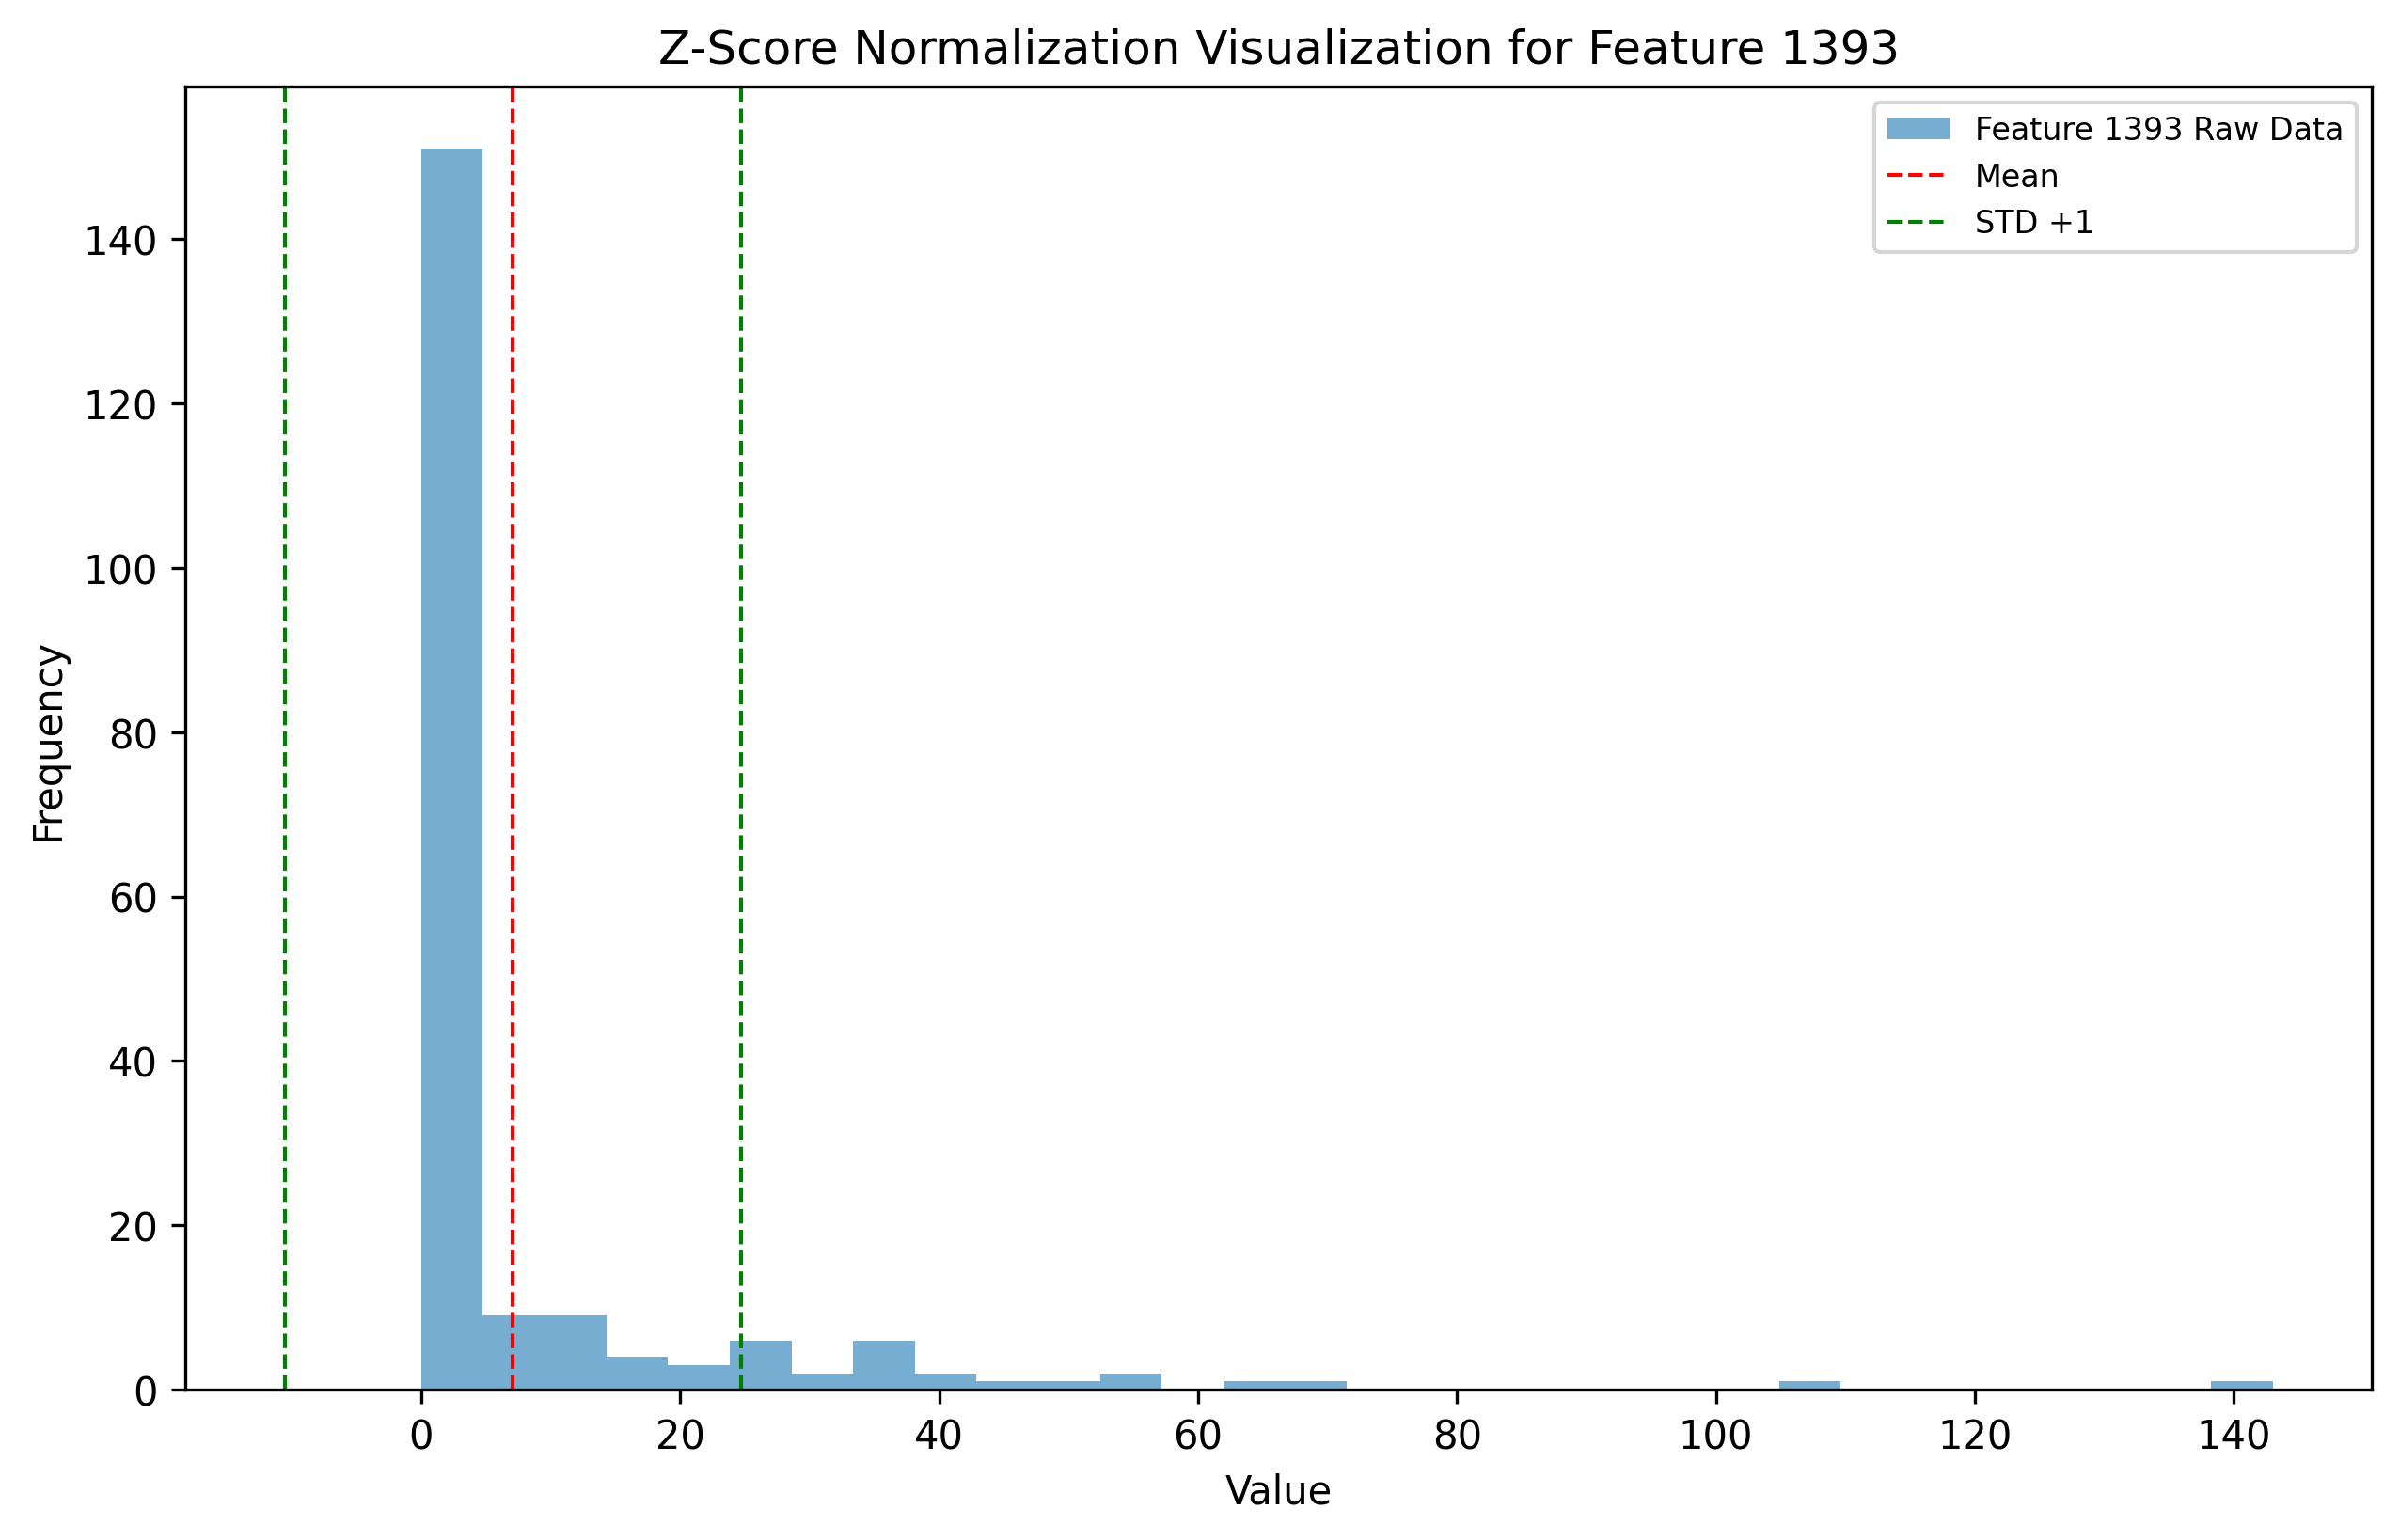 Z-Score Normalization Visualization for Feature 1393
Feature 1393 Raw Data
Mean
STD +1
Frequency
140
120
100
80
60
40
20
0
0 20 40 60 80 100 120 140
Value